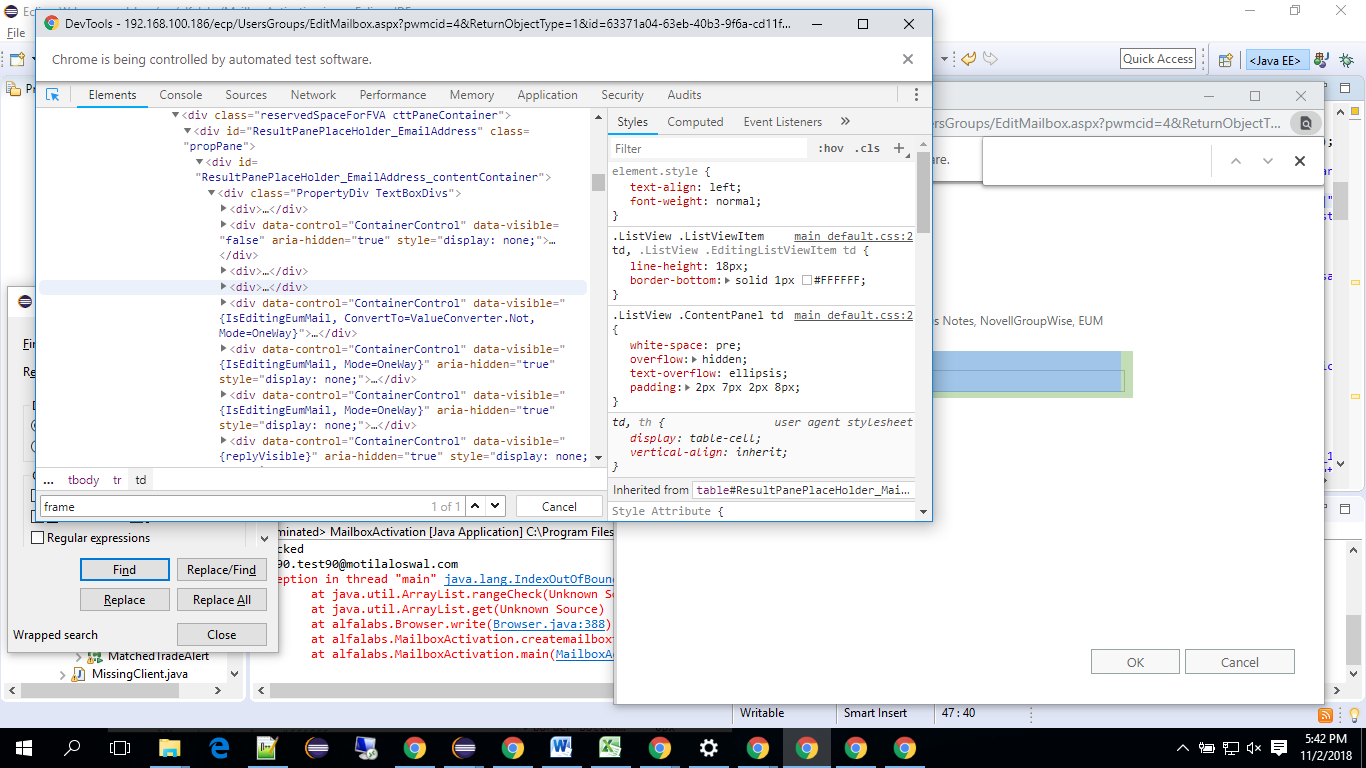 DevTools - 192.168.100.186/ecp/UsersGroups/EditMailbox.aspx?pwmcid=4&ReturnObjectType=1&id=63371a04-63eb-40b3-9f6a-cd11f...
Chrome is being controlled by automated test software.
File
Quick Access
<Java EE>
Elements Console Sources Network Performance Memory Application Security Audits
ersGroups/EditMailbox.aspx?pwmcid=4&ReturnObjectT...
are.
<div class="reservedSpaceForFVA cttPaneContainer">
<div id="ResultPanePlaceHolder_EmailAddress" class=
"propPane">
<div id=
"ResultPanePlaceHolder_EmailAddress_contentContainer">
<div class="PropertyDiv TextBoxDivs">
<div>…</div>
<div data-control="ContainerControl" data-visible=
"false" aria-hidden="true" style="display: none;">…
</div>
<div>…</div>
<div>…</div>
<div data-control="ContainerControl" data-visible="
{IsEditingEumMail, ConvertTo=ValueConverter.Not,
Mode=OneWay}">…</div>
<div data-control="ContainerControl" data-visible="
{IsEditingEumMail, Mode=OneWay}" aria-hidden="true"
style="display: none;">…</div>
<div data-control="ContainerControl" data-visible="
{IsEditingEumMail, Mode=OneWay}" aria-hidden="true"
style="display: none;">…</div>
<div data-control="ContainerControl" data-visible="
{replyVisible}" aria-hidden="true" style="display: none;
... tbody tr td
frame 1 of 1 Cancel
Styles Computed Event Listeners »
Filter :hov .cls +
element.style {
text-align: left;
font-weight: normal;
}
.ListView .ListViewItem main_default.css:2
td, .ListView .EditingListViewItem td {
line-height: 18px;
border-bottom: solid 1px #FFFFFF;
}
.ListView .ContentPanel td main_default.css:2
{
white-space: pre;
overflow: hidden;
text-overflow: ellipsis;
padding: 2px 7px 2px 8px;
}
td, th { user agent stylesheet
display: table-cell;
vertical-align: inherit;
}
Inherited from table#ResultPanePlaceHolder_Mai…
Style Attribute {
s Notes, NovellGroupWise, EUM
OK Cancel
Regular expressions
Find Replace/Find
Replace Replace All
Wrapped search Close
MatchedTradeAlert
MissingClient.java
minated> MailboxActivation [Java Application] C:\Program Files
cked
90.test90@motilaloswal.com
eption in thread "main" java.lang.IndexOutOfBoun
at java.util.ArrayList.rangeCheck(Unknown S
at java.util.ArrayList.get(Unknown Source)
at alfalabs.Browser.write(Browser.java:388)
at alfalabs.MailboxActivation.createmailbox
at alfalabs.MailboxActivation.main(MailboxA
Writable Smart Insert 47 : 40
5:42 PM
11/2/2018